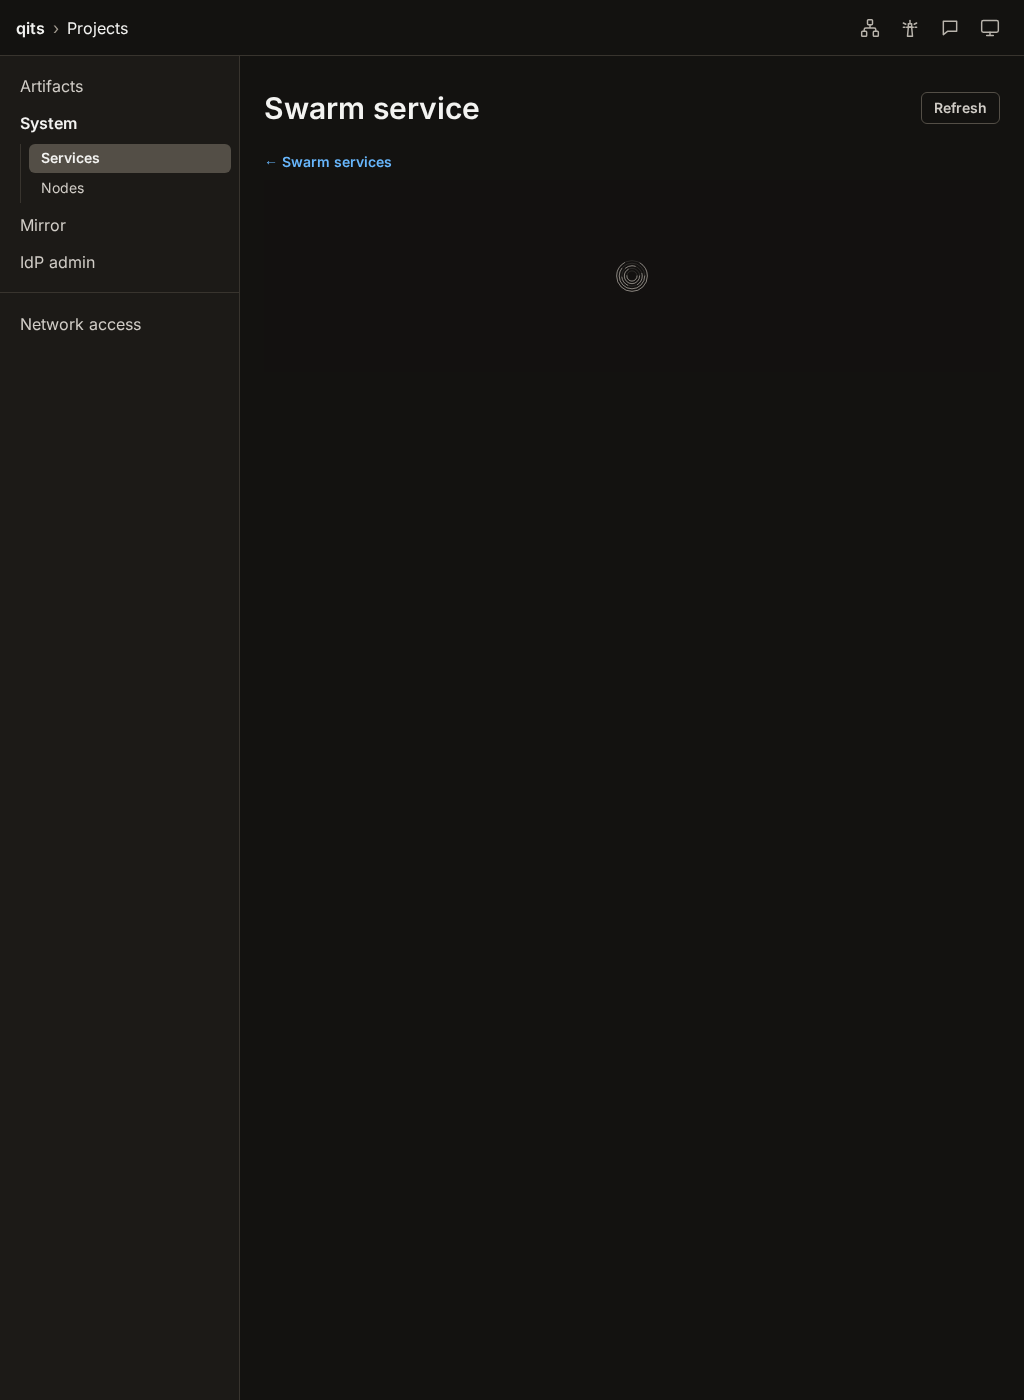 qits › Projects
Artifacts
System
Services
Nodes
Mirror
IdP admin
Network access
Swarm service
Refresh
← Swarm services